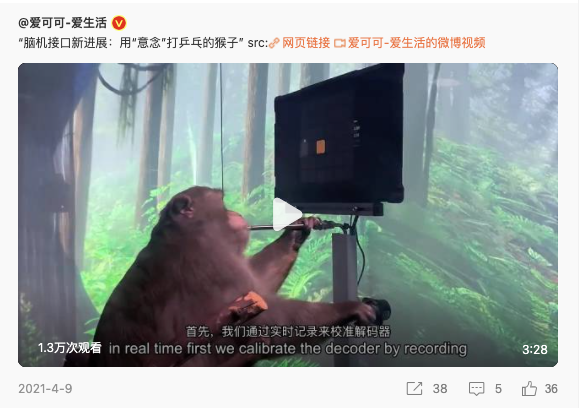 @爱可可-爱生活
“脑机接口新进展：用“意念”打乒乓的猴子” src:网页链接 爱可可-爱生活的微博视频
首先，我们通过实时记录来校准解码器
1.3万次观看 in real time first we calibrate the decoder by recording 3:28
2021-4-9 38 5 36